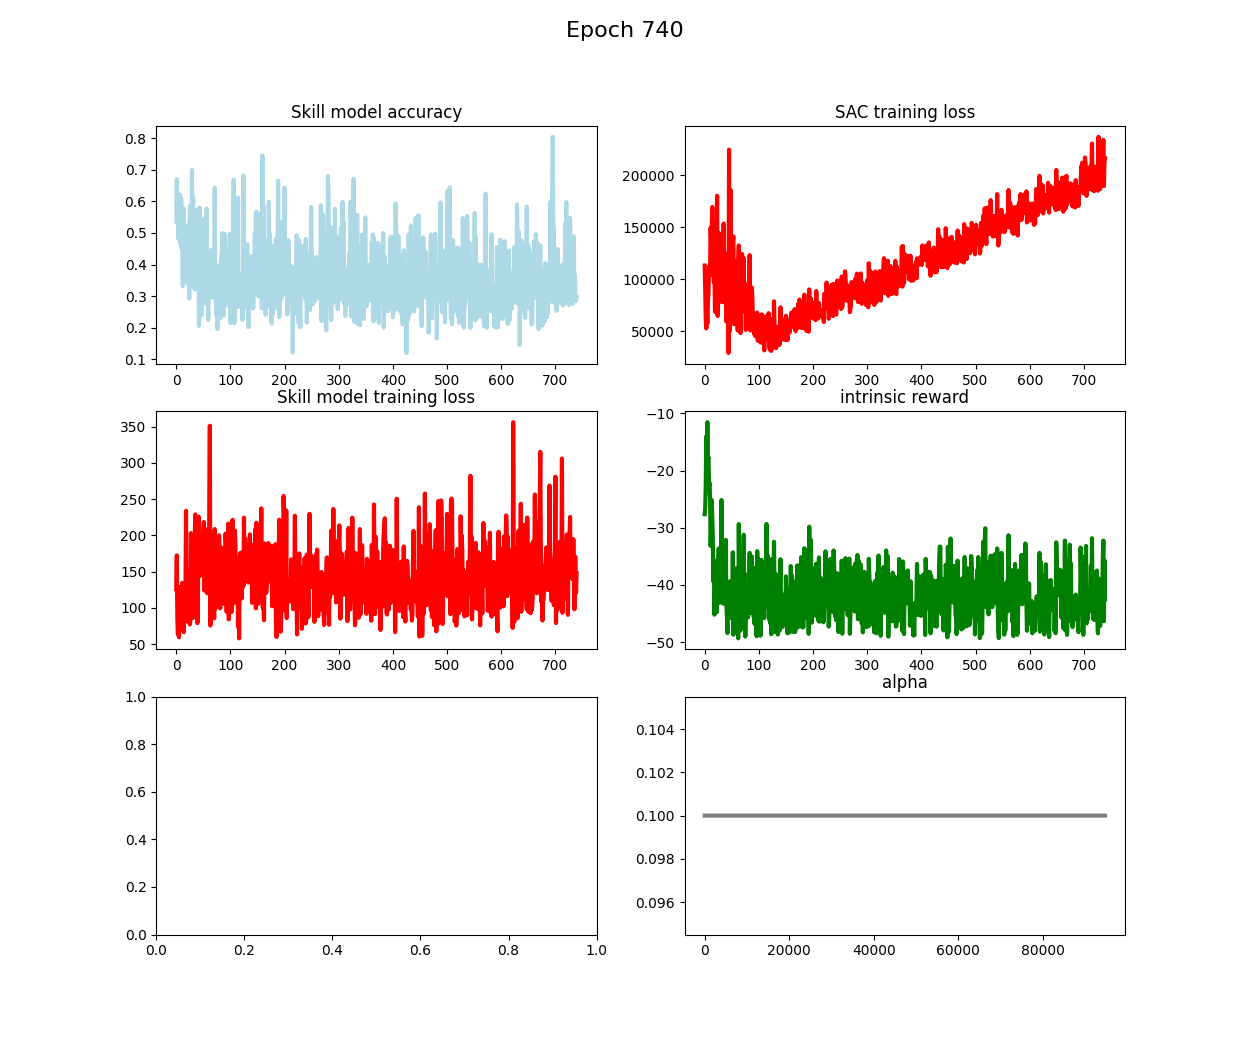 Epoch 740
Skill model accuracy
0.8
0.7
0.6
0.5
0.4
0.3
0.2
0.1
0 100 200 300 400 500 600 700
SAC training loss
200000
150000
100000
50000
0 100 200 300 400 500 600 700
Skill model training loss
350
300
250
200
150
100
50
0 100 200 300 400 500 600 700
intrinsic reward
−10
−20
−30
−40
−50
0 100 200 300 400 500 600 700
1.0
0.8
0.6
0.4
0.2
0.0
0.0 0.2 0.4 0.6 0.8 1.0
alpha
0.104
0.102
0.100
0.098
0.096
0 20000 40000 60000 80000